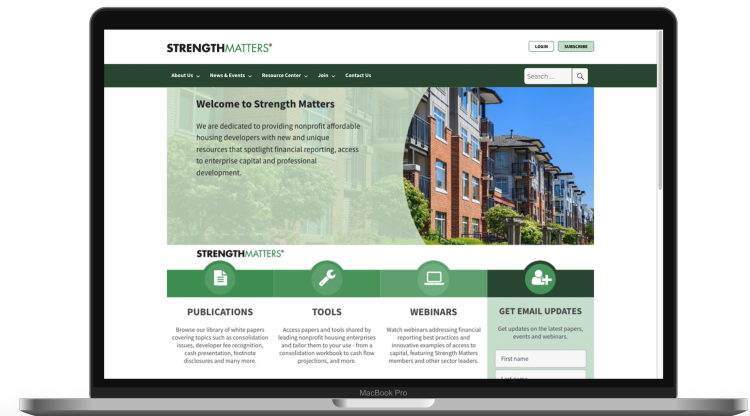 STRENGTHMATTERS®
LOGIN
SUBSCRIBE
About Us
News & Events
Resource Center
Join
Contact Us
Search ...
Welcome to Strength Matters
We are dedicated to providing nonprofit affordable
housing developers with new and unique
resources that spotlight financial reporting, access
to enterprise capital and professional
development.
STRENGTHMATTERS®
PUBLICATIONS
Browse our library of white papers
covering topics such as consolidation
issues, developer fee recognition,
cash presentation, footnote
disclosures and many more.
TOOLS
Access papers and tools shared by
leading nonprofit housing enterprises
and tailor them to your use - from a
consolidation workbook to cash flow
projections, and more.
WEBINARS
Watch webinars addressing financial
reporting best practices and
innovative examples of access to
capital, featuring Strength Matters
members and other sector leaders.
GET EMAIL UPDATES
Get updates on the latest papers,
events and webinars.
First name
Last name
MacBook Pro